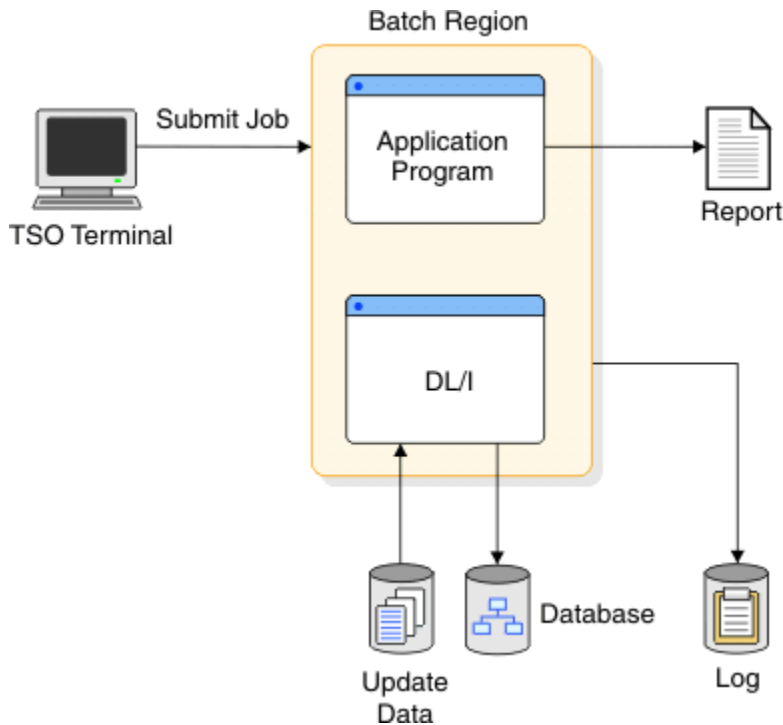 Batch Region
Submit Job
Application
Program
TSO Terminal
Report
DL/I
Database
Update
Data
Log